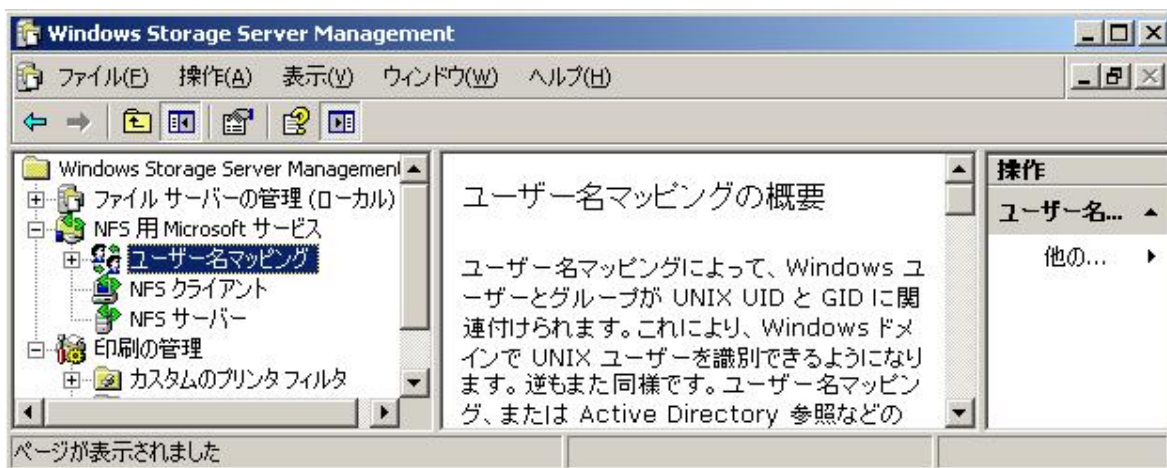 Windows Storage Server Management
ファイル(F) 操作(A) 表示(V) ウィンドウ(W) ヘルプ(H)
Windows Storage Server Management
ファイル サーバーの管理 (ローカル)
NFS 用 Microsoft サービス
ユーザー名マッピング
NFS クライアント
NFS サーバー
印刷の管理
カスタムのプリンタ フィルタ
ユーザー名マッピングの概要
ユーザー名マッピングによって、Windows ユ
ーザーとグループが UNIX UID と GID に関
連付けられます。これにより、Windows ドメ
インで UNIX ユーザーを識別できるようになり
ます。逆もまた同様です。ユーザー名マッピン
グ、または Active Directory 参照などの
操作
ユーザー名...
他の...
ページが表示されました